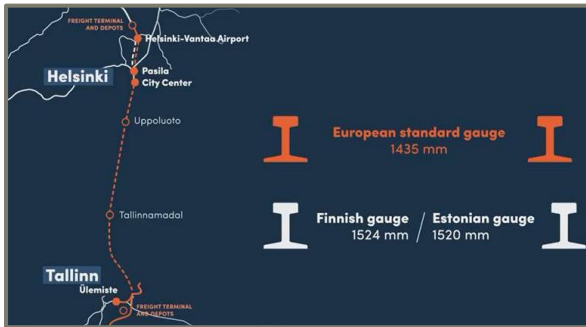 FREIGHT TERMINAL
AND DEPOTS
Helsinki-Vantaa Airport
Helsinki
Pasila
City Center
Uppoluoto
Tallinnamadal
Tallinn
Ülemiste
FREIGHT TERMINAL
AND DEPOTS
European standard gauge
1435 mm
Finnish gauge / Estonian gauge
1524 mm / 1520 mm